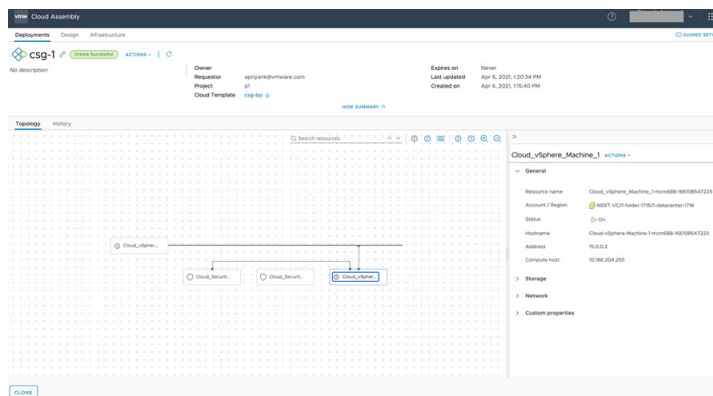 vmw Cloud Assembly
Deployments Design Infrastructure
GUIDED SETU
csg-1 Create Successful ACTIONS
No description
Owner
Requestor apriyank@vmware.com
Project p1
Cloud Template csg-bp
Expires on Never
Last updated Apr 6, 2021, 1:20:34 PM
Created on Apr 6, 2021, 1:15:40 PM
HIDE SUMMARY
Topology History
Search resources
Cloud_vSpher...
Cloud_Securit... Cloud_Securit... Cloud_vSpher...
Cloud_vSphere_Machine_1 ACTIONS
General
Resource name Cloud_vSphere_Machine_1-mcm688-166108547223
Account / Region NSXT-VC/1-folder-1716/1-datacenter-1716
Status On
Hostname Cloud-vSphere-Machine-1-mcm688-166108547223
Address 15.0.0.2
Compute host 10.186.204.255
Storage
Network
Custom properties
CLOSE